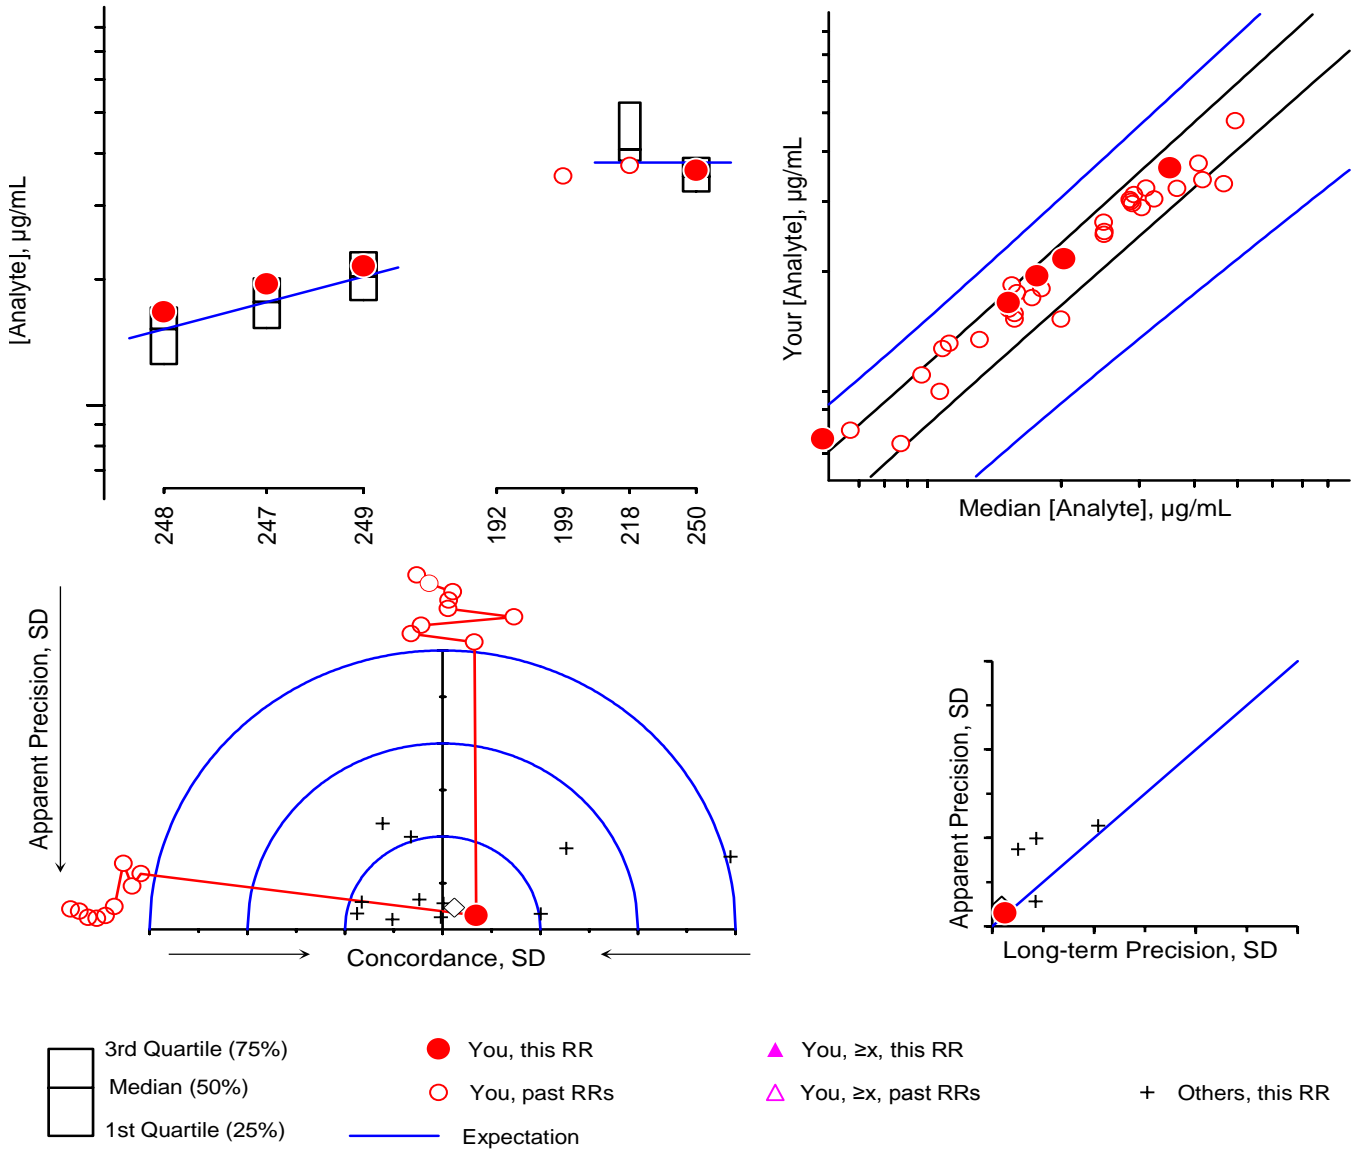 [Analyte], µg/mL
248
247
249
192
199
218
250
Your [Analyte], µg/mL
Median [Analyte], µg/mL
Apparent Precision, SD
Concordance, SD
Apparent Precision, SD
Long-term Precision, SD
3rd Quartile (75%)
Median (50%)
1st Quartile (25%)
You, this RR
You, past RRs
Expectation
You, ≥x, this RR
You, ≥x, past RRs
Others, this RR